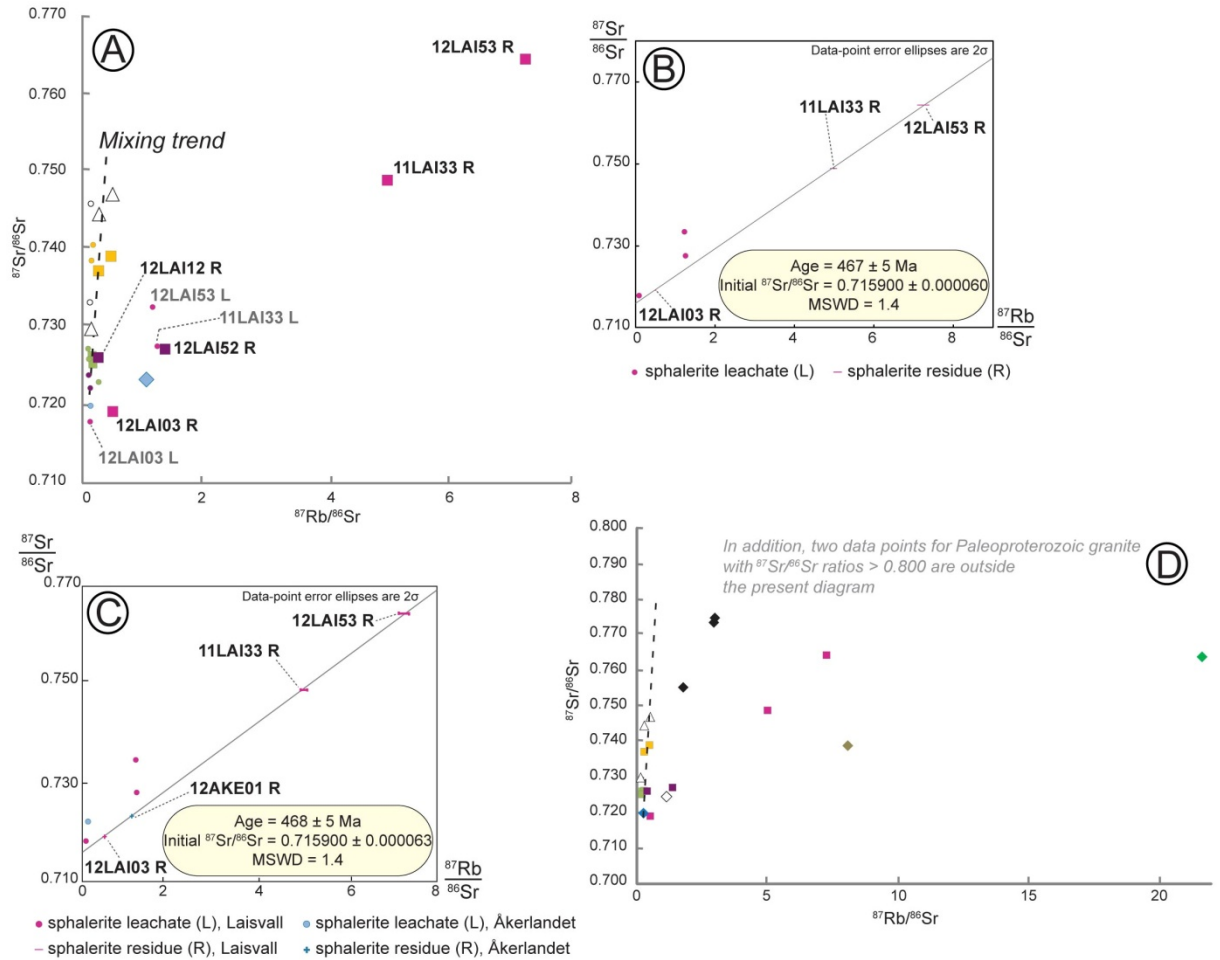 A
0.770
0.760
0.750
0.740
0.730
0.720
0.710
⁸⁷Sr/⁸⁶Sr
0
2
4
6
8
⁸⁷Rb/⁸⁶Sr
Mixing trend
12LAI53 R
11LAI33 R
12LAI12 R
12LAI53 L
11LAI33 L
12LAI52 R
12LAI03 R
12LAI03 L
B
⁸⁷Sr
⁸⁶Sr
Data-point error ellipses are 2σ
0.770
0.750
0.730
0.710
11LAI33 R
12LAI53 R
12LAI03 R
Age = 467 ± 5 Ma
Initial ⁸⁷Sr/⁸⁶Sr = 0.715900 ± 0.000060
MSWD = 1.4
⁸⁷Rb
⁸⁶Sr
0
2
4
6
8
sphalerite leachate (L)
sphalerite residue (R)
C
⁸⁷Sr
⁸⁶Sr
Data-point error ellipses are 2σ
0.770
0.750
0.730
0.710
12LAI53 R
11LAI33 R
12AKE01 R
12LAI03 R
Age = 468 ± 5 Ma
Initial ⁸⁷Sr/⁸⁶Sr = 0.715900 ± 0.000063
MSWD = 1.4
⁸⁷Rb
⁸⁶Sr
0
2
4
6
8
sphalerite leachate (L), Laisvall
sphalerite leachate (L), Åkerlandet
sphalerite residue (R), Laisvall
sphalerite residue (R), Åkerlandet
D
0.800
0.790
0.780
0.770
0.760
0.750
0.740
0.730
0.720
0.710
0.700
⁸⁷Sr/⁸⁶Sr
In addition, two data points for Paleoproterozoic granite
with ⁸⁷Sr/⁸⁶Sr ratios > 0.800 are outside
the present diagram
0
5
10
15
20
⁸⁷Rb/⁸⁶Sr